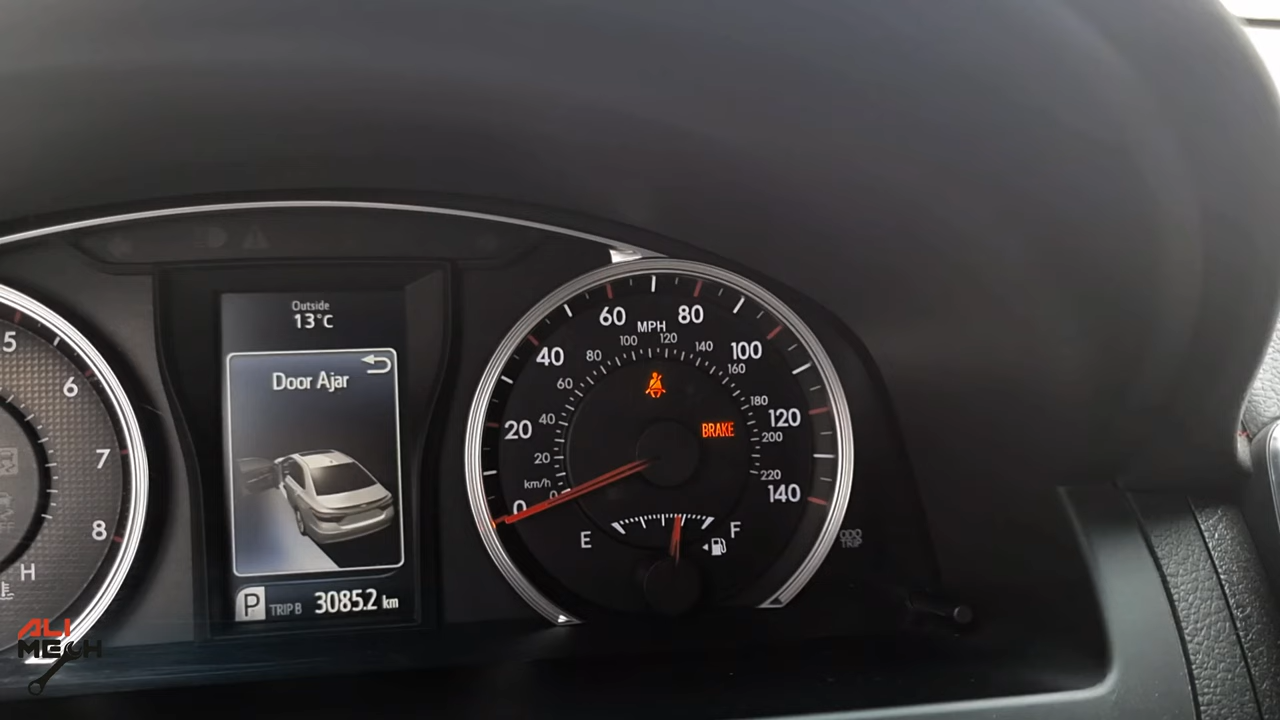 Outside
13°C
Door Ajar
P TRIP B 3085.2 km
5
6
7
8
H
MPH
0 20 40 60 80 100 120 140
km/h
0 20 40 60 80 100 120 140 160 180 200 220
BRAKE
E F
ODO
TRIP
ALI
MECH